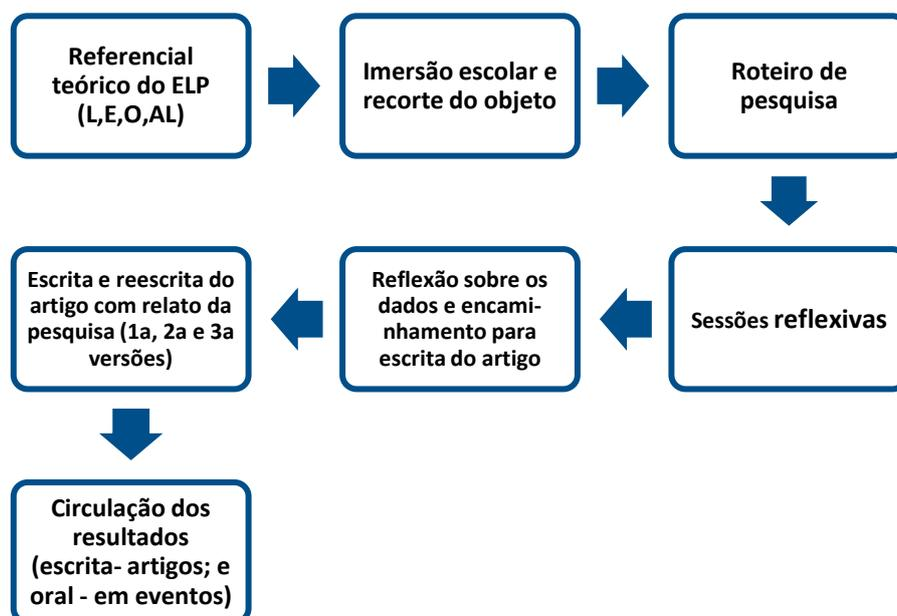 Referencial
teórico do ELP
(L,E,O,AL)
Imersão escolar e
recorte do objeto
Roteiro de
pesquisa
Sessões reflexivas
Reflexão sobre os
dados e encami-
nhamento para
escrita do artigo
Escrita e reescrita do
artigo com relato da
pesquisa (1a, 2a e 3a
versões)
Circulação dos
resultados
(escrita- artigos; e
oral - em eventos)